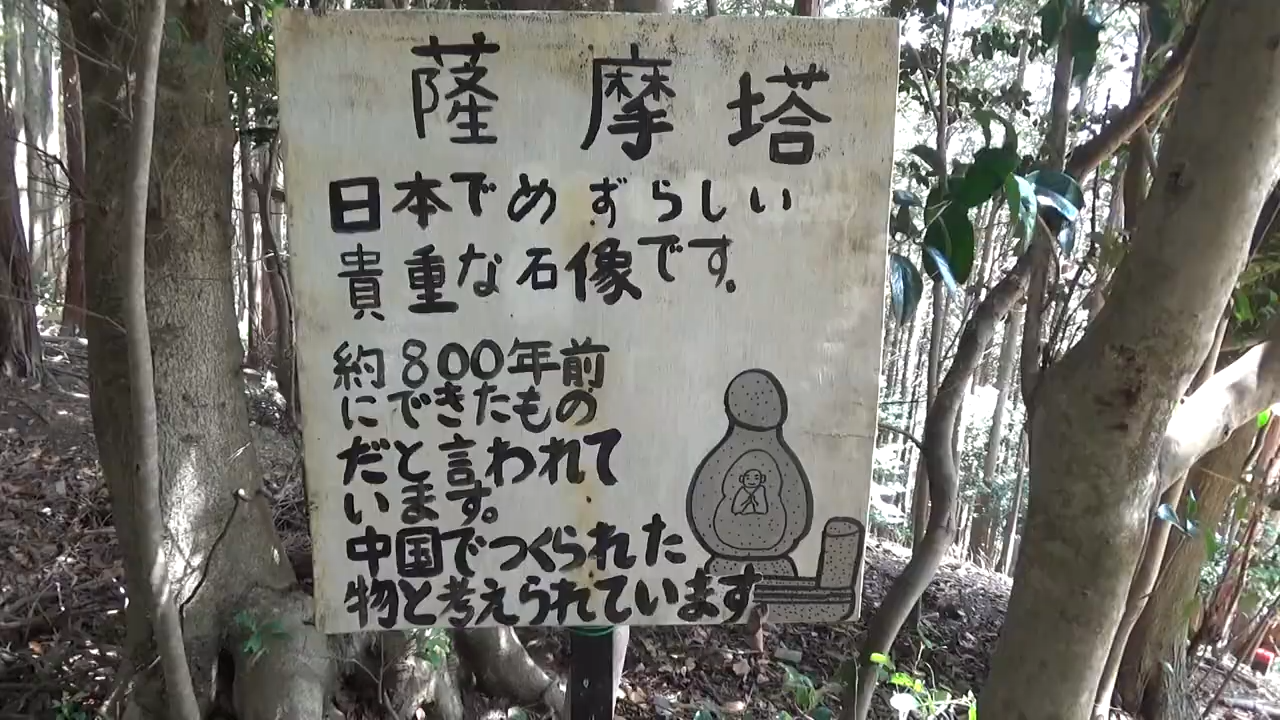 薩摩塔
日本でめずらしい
貴重な石像です。
約800年前
にできたもの
だと言われて
います。
中国でつくられた
物と考えられています